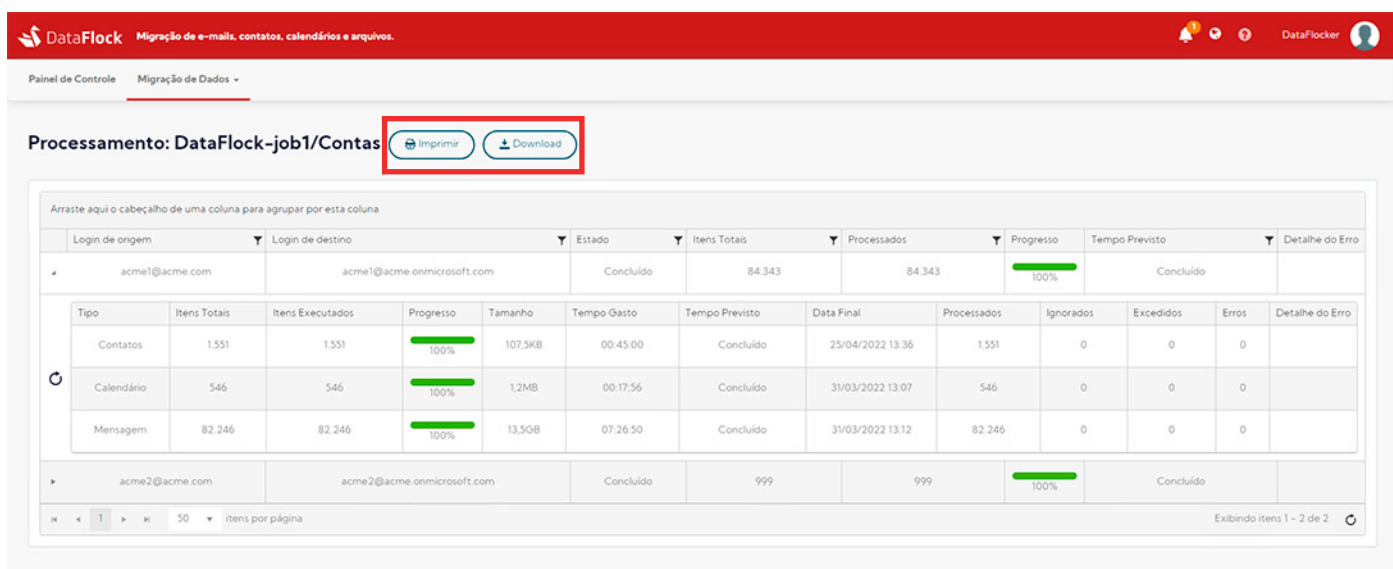 DataFlock Migração de e-mails, contatos, calendários e arquivos. 1 DataFlocker
Painel de Controle Migração de Dados
Processamento: DataFlock-job1/Contas Imprimir Download
Arraste aqui o cabeçalho de uma coluna para agrupar por esta coluna
Login de origem Login de destino Estado Itens Totais Processados Progresso Tempo Previsto Detalhe do Erro
acme1@acme.com acme1@acme.onmicrosoft.com Concluído 84.343 84.343 100% Concluído
Tipo Itens Totais Itens Executados Progresso Tamanho Tempo Gasto Tempo Previsto Data Final Processados Ignorados Excedidos Erros Detalhe do Erro
Contatos 1.551 1.551 100% 107,5KB 00:45:00 Concluído 25/04/2022 13:36 1.551 0 0 0
Calendário 546 546 100% 1,2MB 00:17:56 Concluído 31/03/2022 13:07 546 0 0 0
Mensagem 82.246 82.246 100% 13,5GB 07:26:50 Concluído 31/03/2022 13:12 82.246 0 0 0
acme2@acme.com acme2@acme.onmicrosoft.com Concluído 999 999 100% Concluído
1 50 itens por página Exibindo itens 1 - 2 de 2